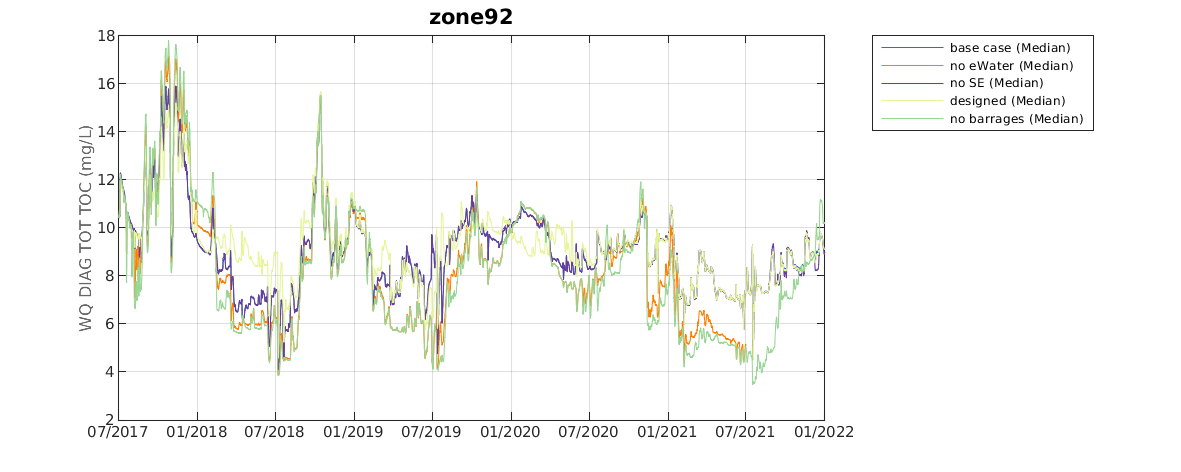 zone92
WQ DIAG TOT TOC (mg/L)
18
16
14
12
10
8
6
4
2
07/2017 01/2018 07/2018 01/2019 07/2019 01/2020 07/2020 01/2021 07/2021 01/2022
base case (Median)
no eWater (Median)
no SE (Median)
designed (Median)
no barrages (Median)